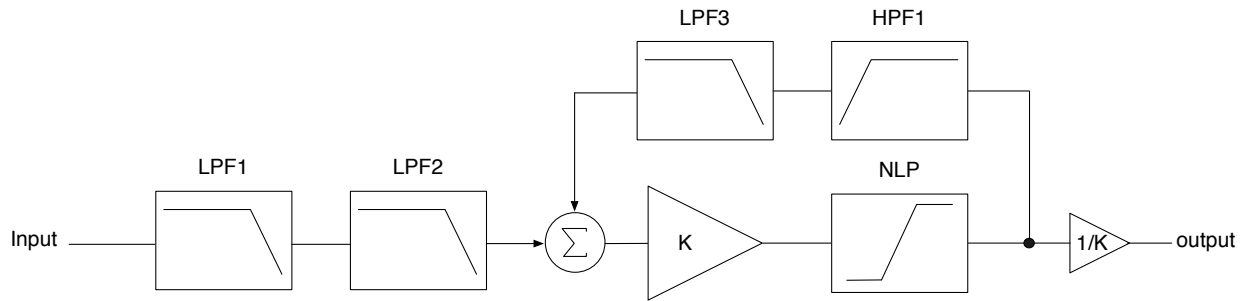 LPF3
HPF1
LPF1
LPF2
NLP
Input
Σ
K
1/K
output